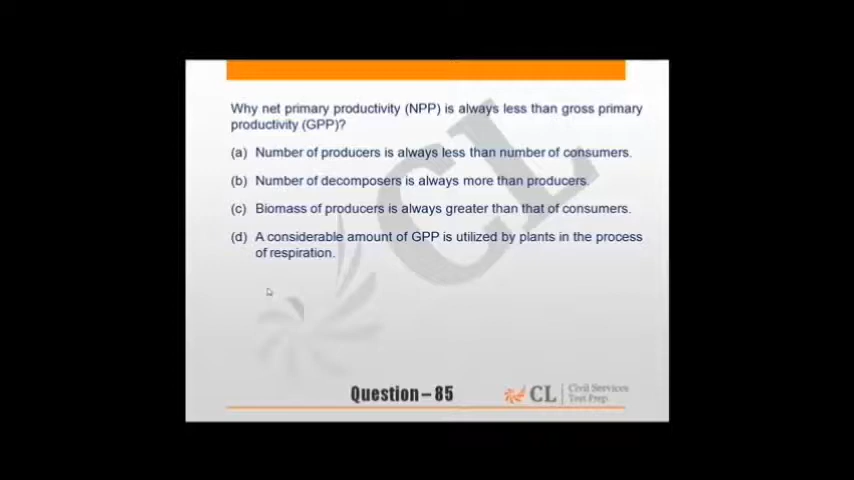 Why net primary productivity (NPP) is always less than gross primary
productivity (GPP)?
(a) Number of producers is always less than number of consumers.
(b) Number of decomposers is always more than producers.
(c) Biomass of producers is always greater than that of consumers.
(d) A considerable amount of GPP is utilized by plants in the process
of respiration.
CL
Question – 85
CL Civil Services
Test Prep